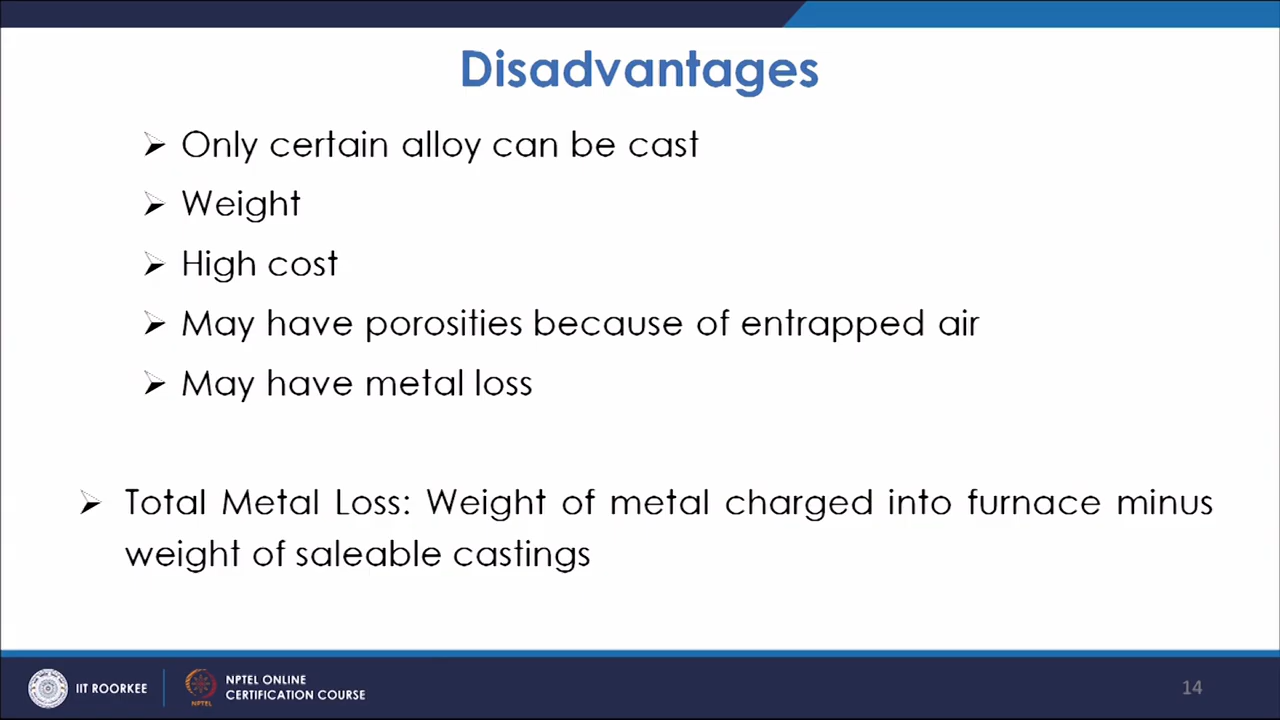 Disadvantages
Only certain alloy can be cast
Weight
High cost
May have porosities because of entrapped air
May have metal loss
Total Metal Loss: Weight of metal charged into furnace minus
weight of saleable castings
IIT ROORKEE
NPTEL
NPTEL ONLINE
CERTIFICATION COURSE
14